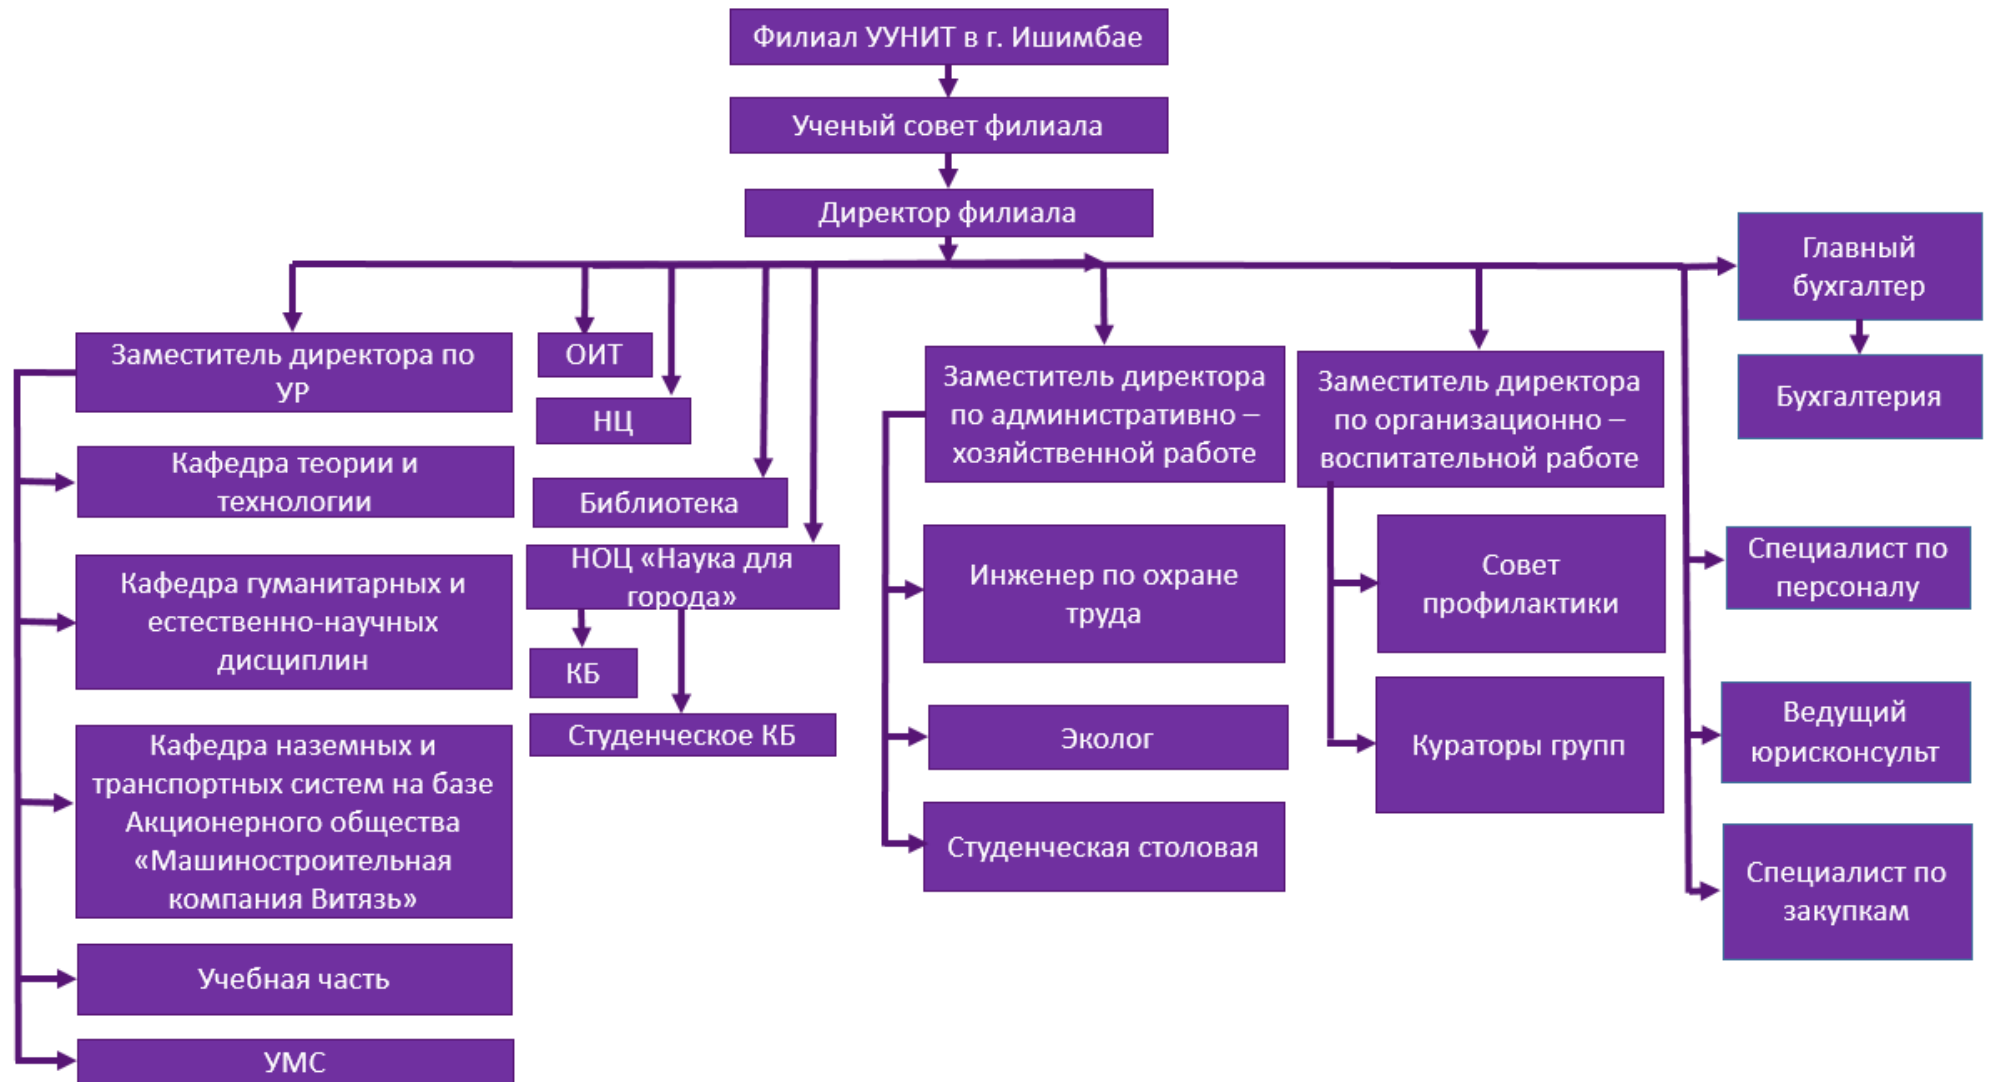 Филиал УУНИТ в г. Ишимбае
Ученый совет филиала
Директор филиала
Главный
бухгалтер
Бухгалтерия
Заместитель директора по
УР
Кафедра теории и
технологии
Кафедра гуманитарных и
естественно-научных
дисциплин
Кафедра наземных и
транспортных систем на базе
Акционерного общества
«Машиностроительная
компания Витязь»
Учебная часть
УМС
ОИТ
НЦ
Библиотека
НОЦ «Наука для
города»
КБ
Студенческое КБ
Заместитель директора
по административно –
хозяйственной работе
Инженер по охране
труда
Эколог
Студенческая столовая
Заместитель директора
по организационно –
воспитательной работе
Совет
профилактики
Кураторы групп
Специалист по
персоналу
Ведущий
юрисконсульт
Специалист по
закупкам